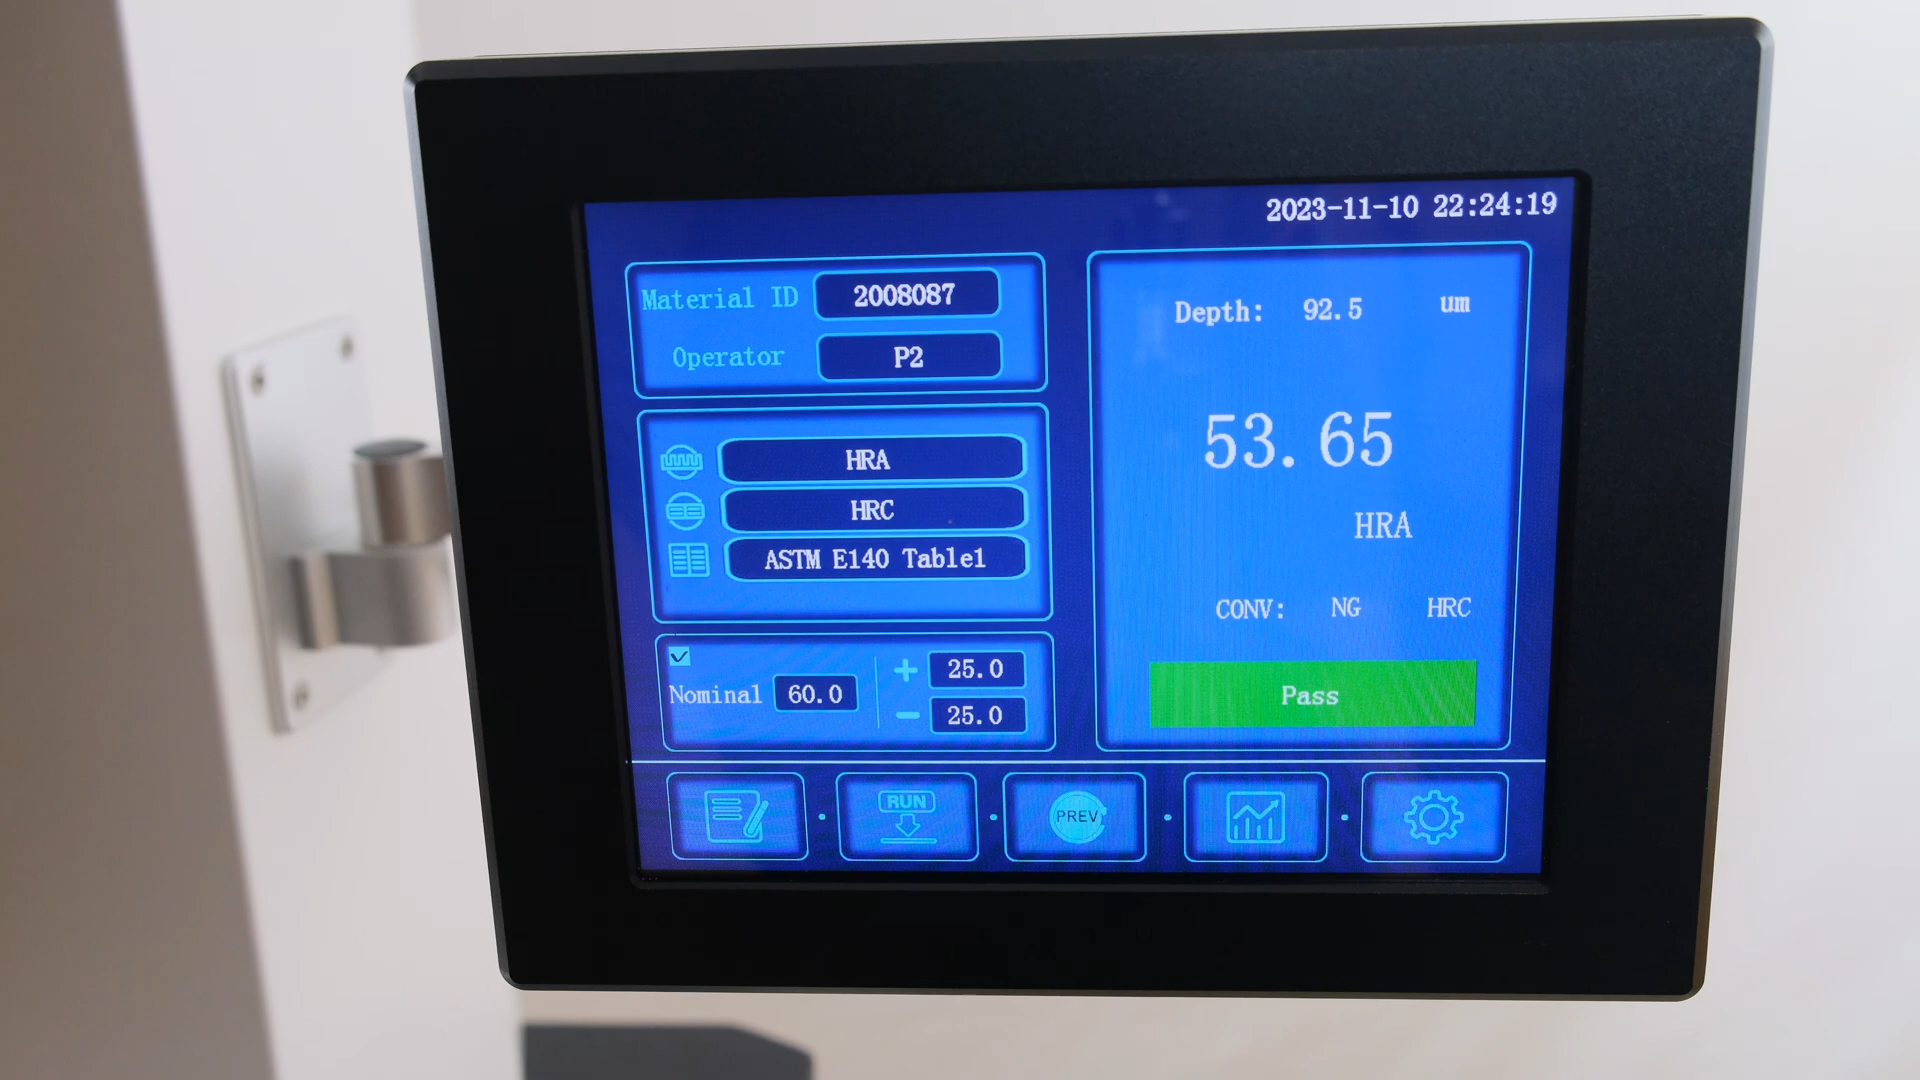 2023-11-10 22:24:19
Material ID 2008087
Operator P2
HRA
HRC
ASTM E140 Table1
Nominal 60.0
+ 25.0
- 25.0
Depth: 92.5 um
53.65
HRA
CONV: NG HRC
Pass
RUN
PREV